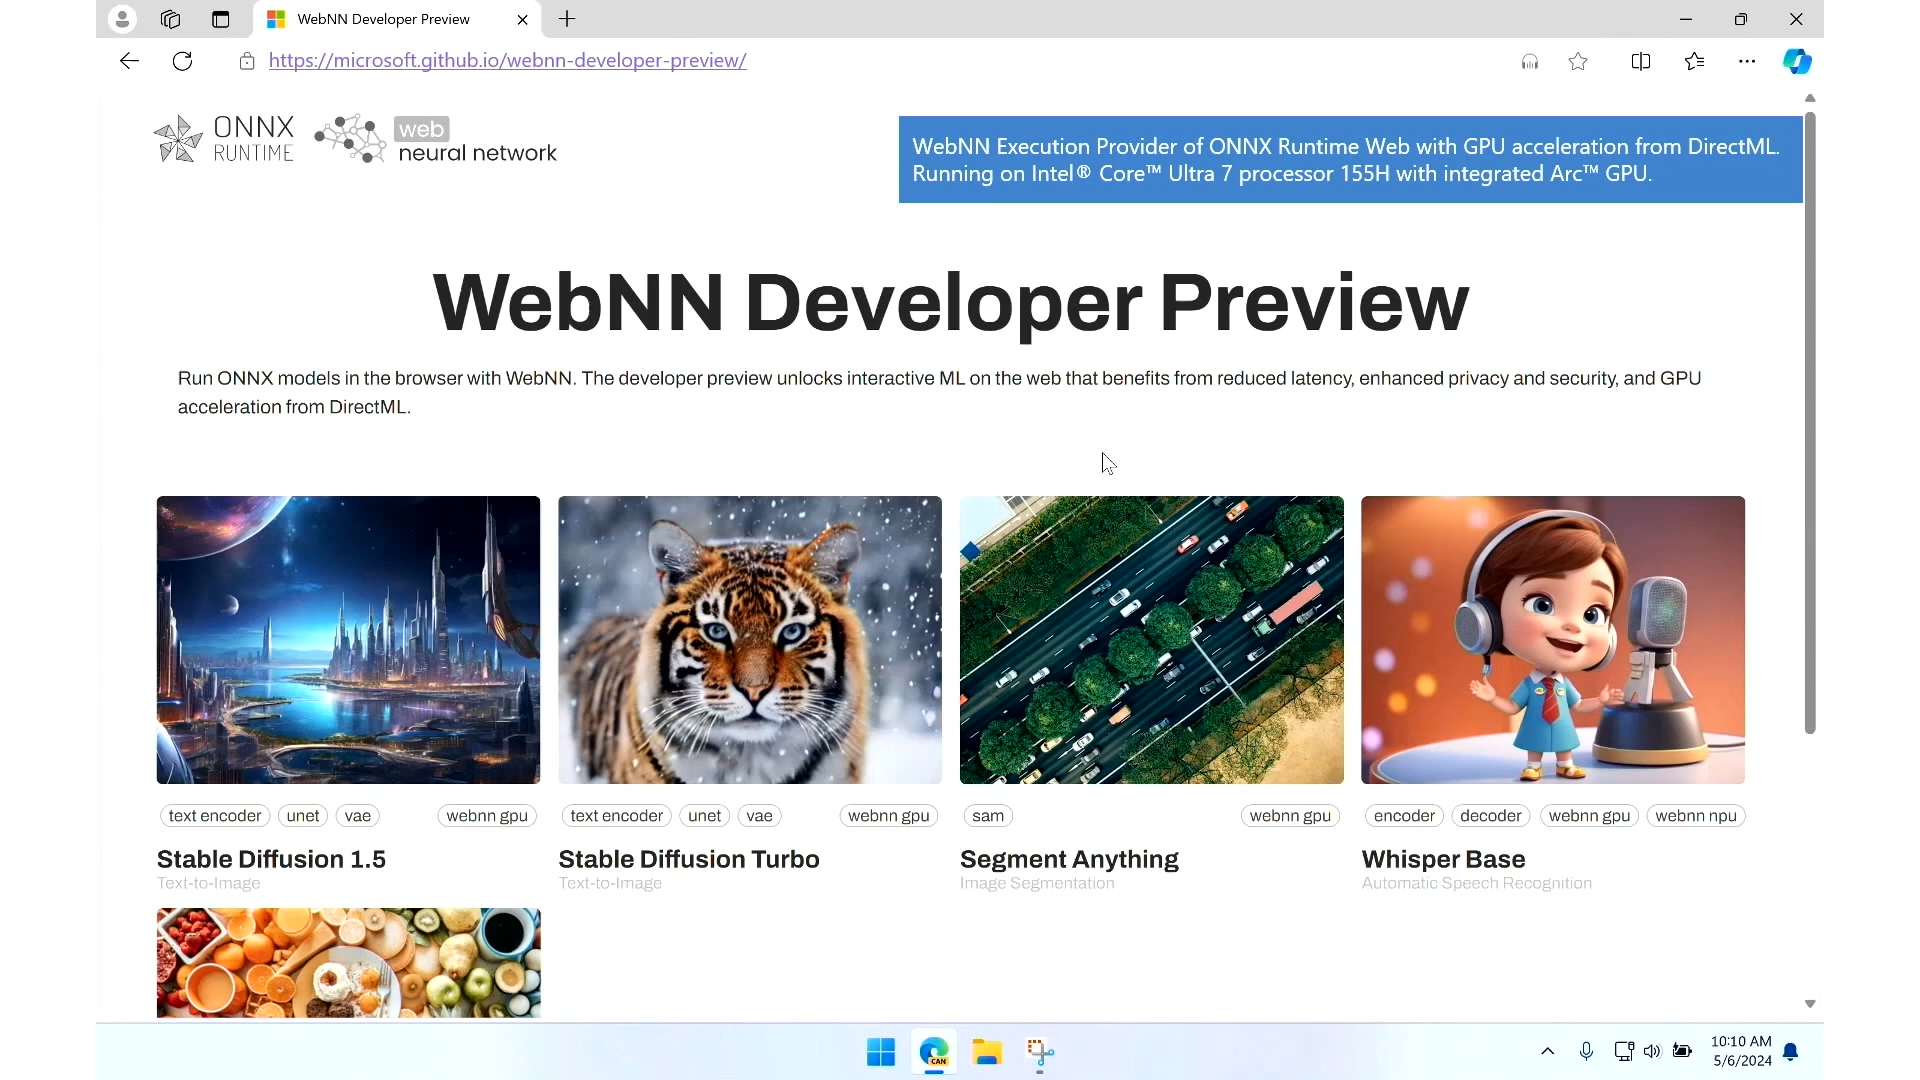 WebNN Developer Preview
https://microsoft.github.io/webnn-developer-preview/
ONNX
RUNTIME
web
neural network
WebNN Execution Provider of ONNX Runtime Web with GPU acceleration from DirectML.
Running on Intel® Core™ Ultra 7 processor 155H with integrated Arc™ GPU.
WebNN Developer Preview
Run ONNX models in the browser with WebNN. The developer preview unlocks interactive ML on the web that benefits from reduced latency, enhanced privacy and security, and GPU
acceleration from DirectML.
text encoder unet vae webnn gpu
Stable Diffusion 1.5
Text-to-Image
text encoder unet vae webnn gpu
Stable Diffusion Turbo
Text-to-Image
sam webnn gpu
Segment Anything
Image Segmentation
encoder decoder webnn gpu webnn npu
Whisper Base
Automatic Speech Recognition
CAN
10:10 AM
5/6/2024